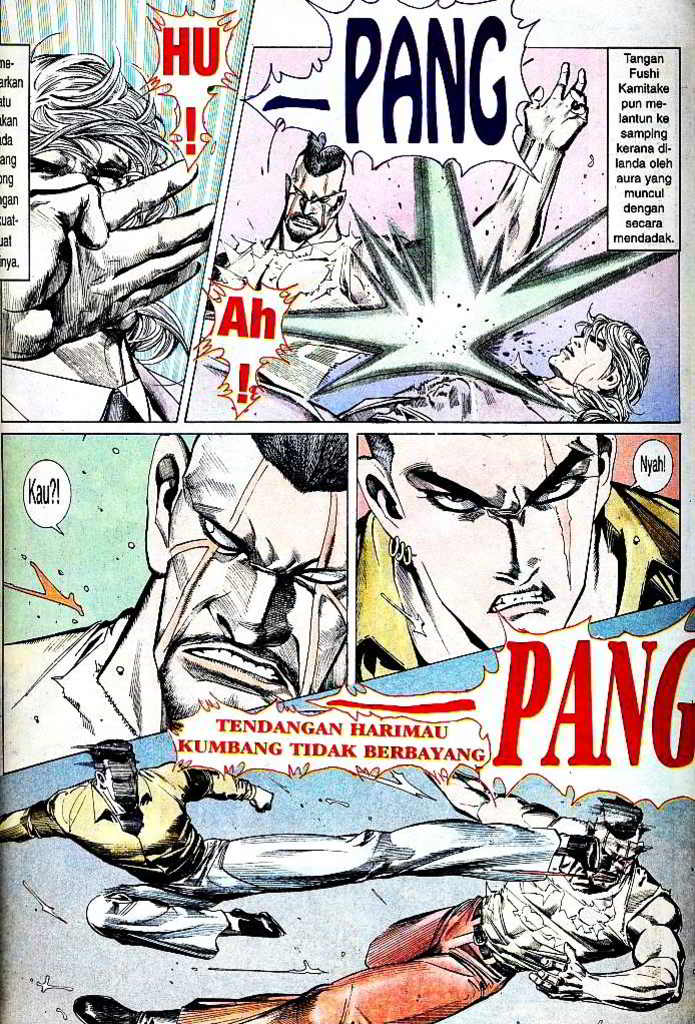 HU
!
PANG
Tangan
Fushi
Kamitake
pun me-
lantun ke
samping
kerana di-
landa oleh
aura yang
muncul
dengan
secara
mendadak.
Ah
!
Kau?!
Nyah!
TENDANGAN HARIMAU
KUMBANG TIDAK BERBAYANG
PANG